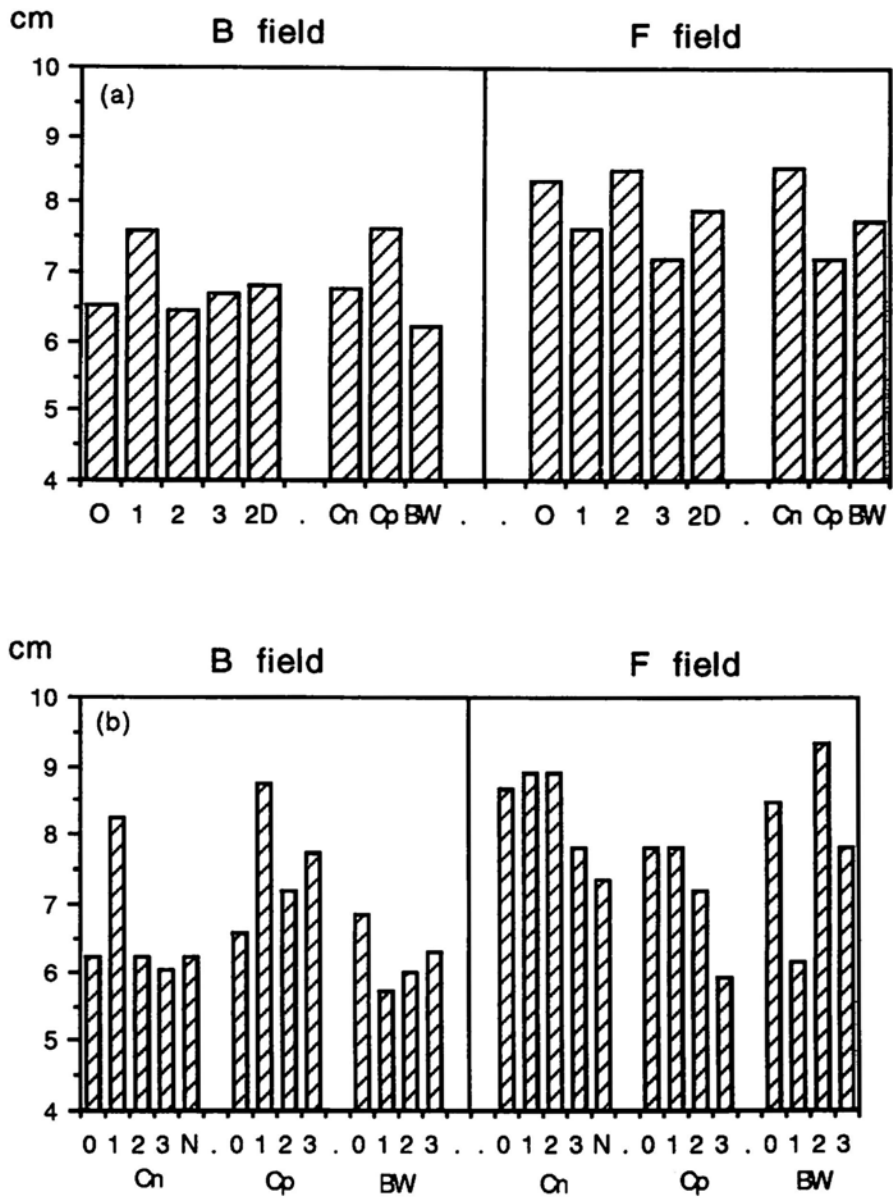 cm
B field F field
10
(a)
9
8
7
6
5
4
O 1 2 3 2D . Cn Cp BW . . O 1 2 3 2D . Cn Cp BW
cm
B field F field
10
(b)
9
8
7
6
5
4
0 1 2 3 N . 0 1 2 3 . 0 1 2 3 . . 0 1 2 3 N . 0 1 2 3 . 0 1 2 3
Cn Cp BW Cn Cp BW